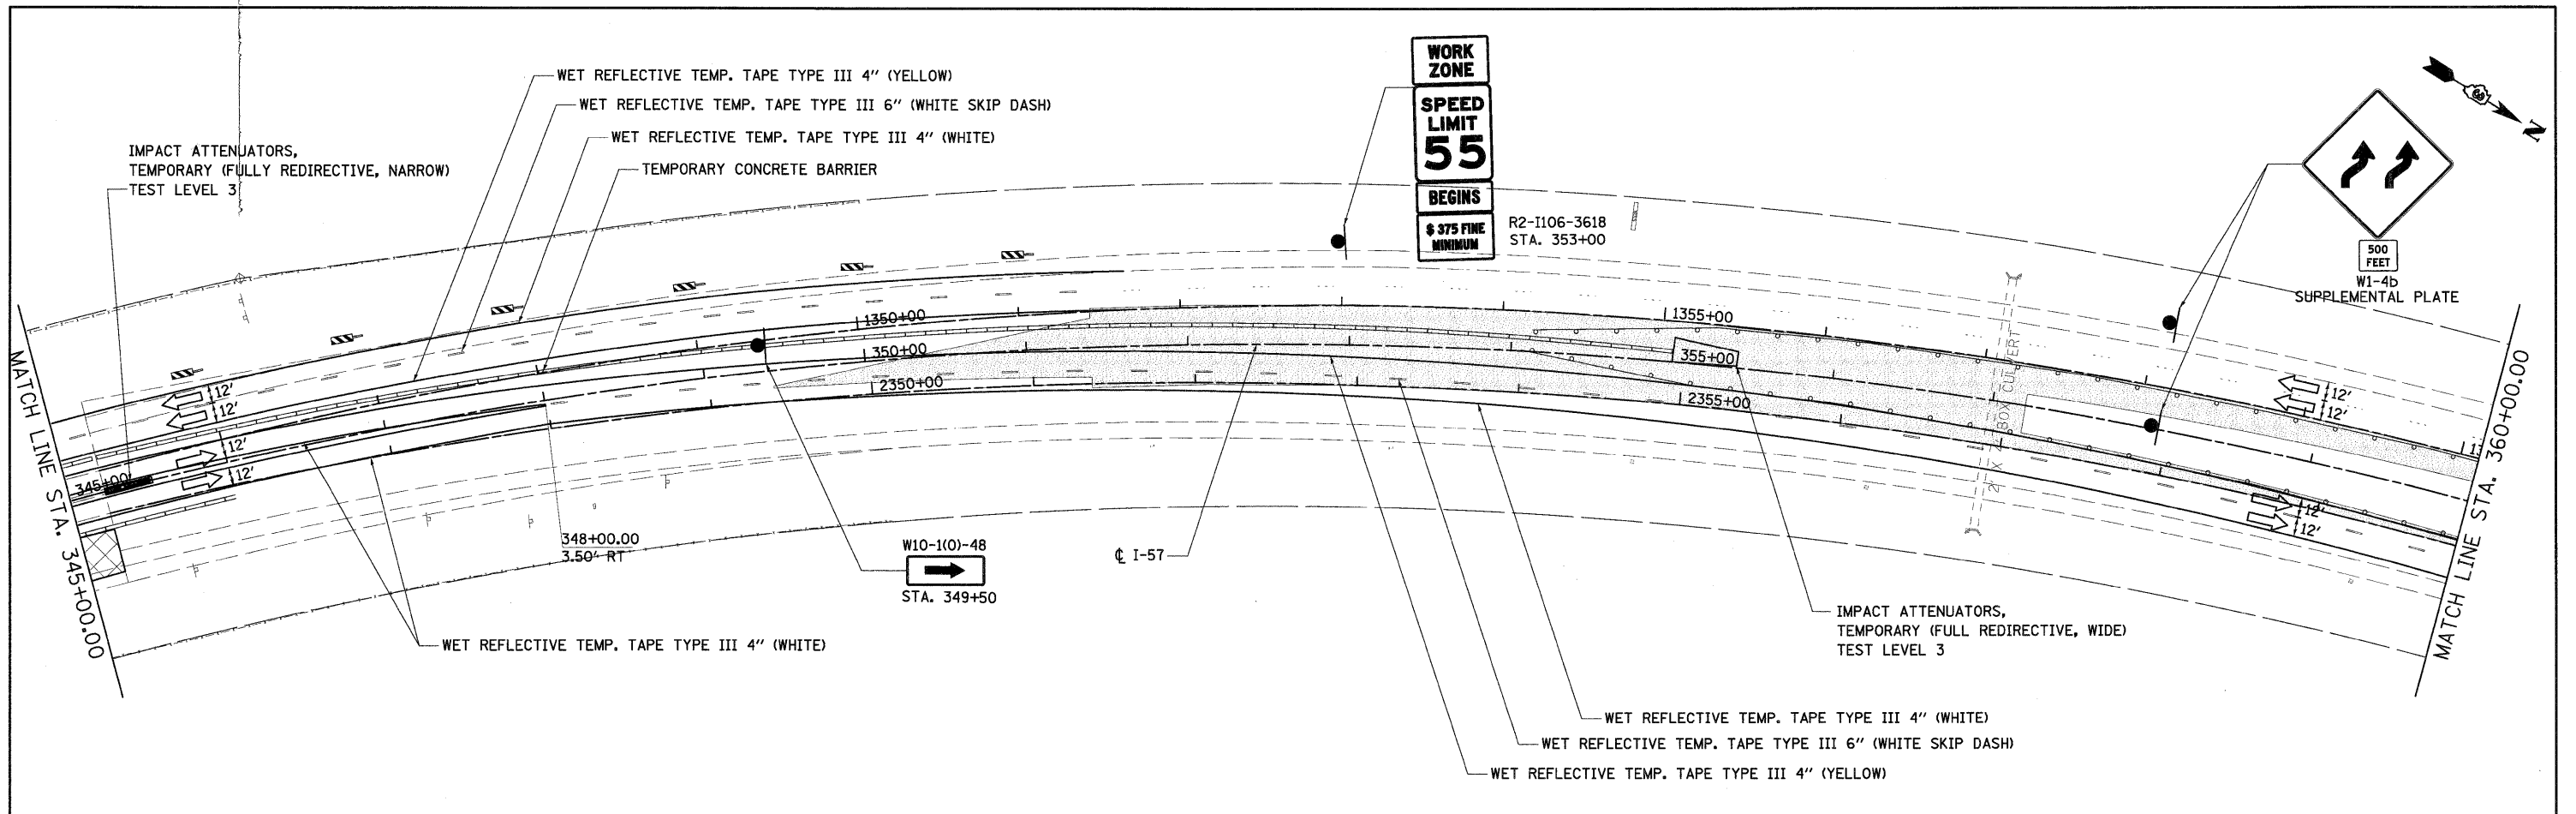 WET REFLECTIVE TEMP. TAPE TYPE III 4" (YELLOW)
WET REFLECTIVE TEMP. TAPE TYPE III 6" (WHITE SKIP DASH)
WET REFLECTIVE TEMP. TAPE TYPE III 4" (WHITE)
TEMPORARY CONCRETE BARRIER
IMPACT ATTENUATORS,
TEMPORARY (FULLY REDIRECTIVE, NARROW)
TEST LEVEL 3
WORK
ZONE
SPEED
LIMIT
55
BEGINS
$375 FINE
MINIMUM
R2-I106-3618
STA. 353+00
N
500
FEET
W1-4b
SUPPLEMENTAL PLATE
MATCH LINE STA. 345+00.00
12'
12'
12'
12'
345+00
1350+00
350+00
2350+00
1355+00
355+00
2355+00
2' X 4' BOX CULVERT
12'
12'
12'
12'
13
MATCH LINE STA. 360+00.00
348+00.00
3.50' RT
W10-1(O)-48
STA. 349+50
℄ I-57
WET REFLECTIVE TEMP. TAPE TYPE III 4" (WHITE)
IMPACT ATTENUATORS,
TEMPORARY (FULL REDIRECTIVE, WIDE)
TEST LEVEL 3
WET REFLECTIVE TEMP. TAPE TYPE III 4" (WHITE)
WET REFLECTIVE TEMP. TAPE TYPE III 6" (WHITE SKIP DASH)
WET REFLECTIVE TEMP. TAPE TYPE III 4" (YELLOW)